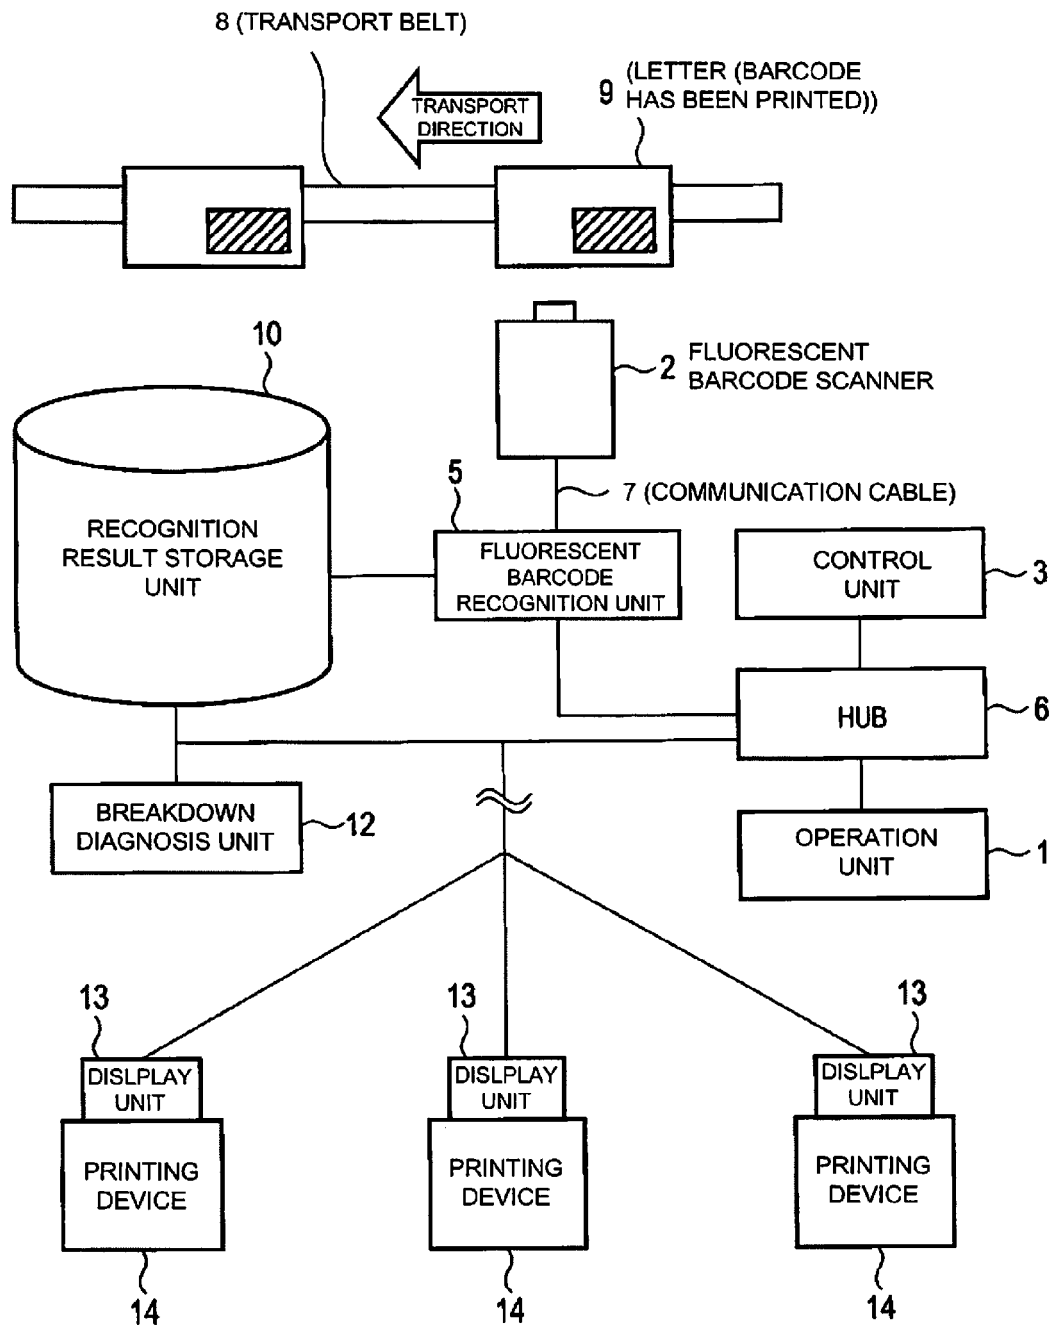 8 (TRANSPORT BELT)
9 (LETTER (BARCODE
HAS BEEN PRINTED))
TRANSPORT
DIRECTION
10
2 FLUORESCENT
BARCODE SCANNER
5
7 (COMMUNICATION CABLE)
RECOGNITION
RESULT STORAGE
UNIT
FLUORESCENT
BARCODE
RECOGNITION UNIT
CONTROL
UNIT
3
HUB
6
BREAKDOWN
DIAGNOSIS UNIT
12
OPERATION
UNIT
1
13
13
13
DISLPLAY
UNIT
DISLPLAY
UNIT
DISLPLAY
UNIT
PRINTING
DEVICE
PRINTING
DEVICE
PRINTING
DEVICE
14
14
14